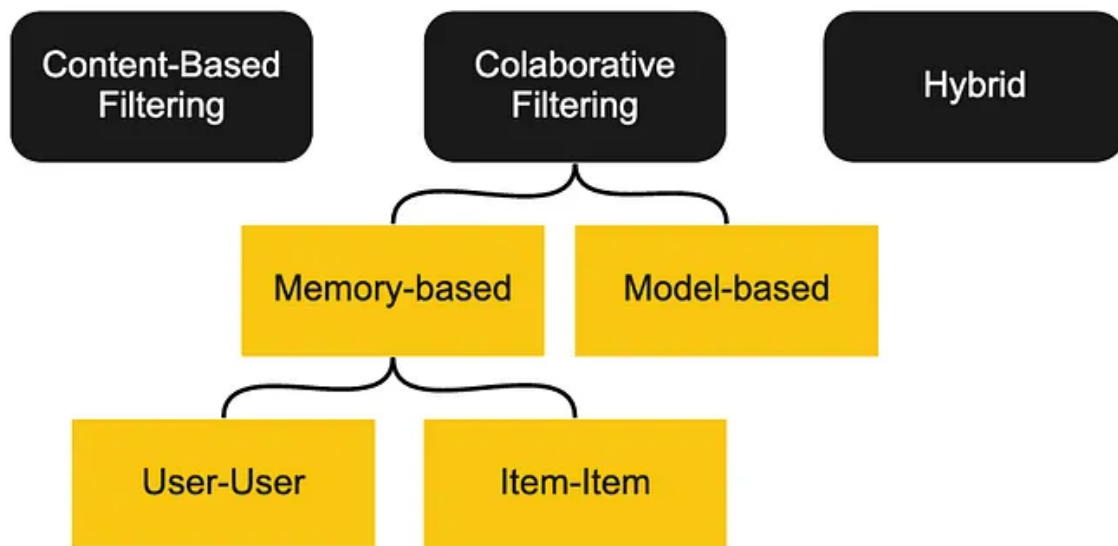 Content-Based
Filtering
Colaborative
Filtering
Hybrid
Memory-based
Model-based
User-User
Item-Item